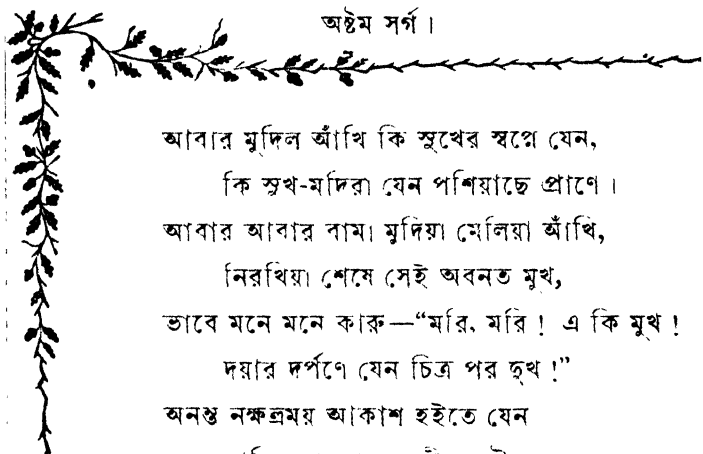 অষ্টম সর্গ।
আবার মুদিল আঁখি কি সুখের স্বপ্নে যেন,
কি সুখ-মদিরা যেন পশিয়াছে প্রাণে।
আবার আবার বামা মুদিয়া মেলিয়া আঁখি,
নিরখিয়া শেষে সেই অবনত মুখ,
ভাবে মনে মনে কারু—“মরি, মরি! এ কি মুখ!
দয়ার দর্পণে যেন চিত্র পর দুখ!”
অনন্ত নক্ষত্রময় আকাশ হইতে যেন